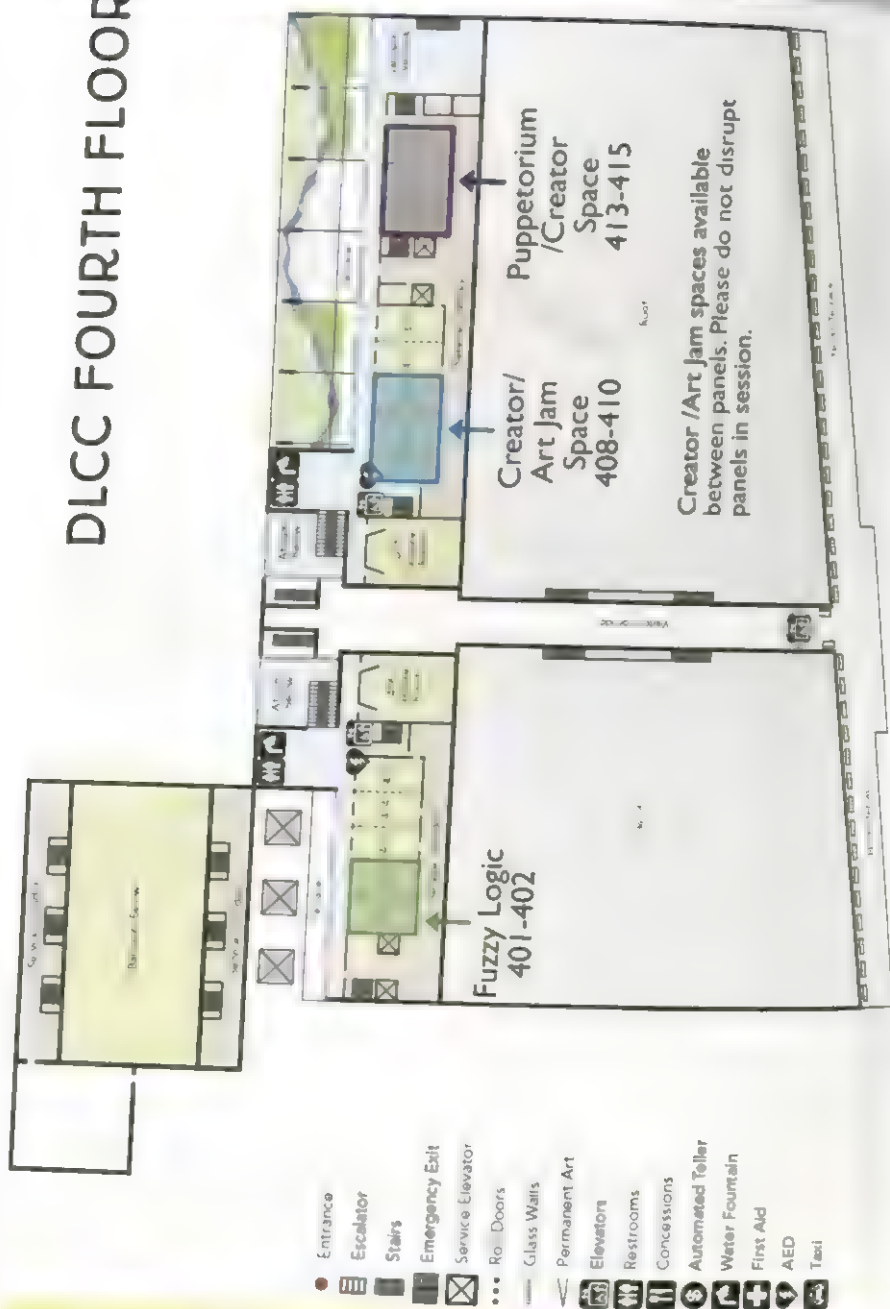 DLCC FOURTH FLOOR
Fuzzy Logic
401-402
Creator/
Art Jam
Space
408-410
Puppetorium
/Creator
Space
413-415
Roof
Creator /Art Jam spaces available
between panels. Please do not disrupt
panels in session.
Entrance
Escalator
Stairs
Emergency Exit
Service Elevator
Doors
Glass Walls
Permanent Art
Elevators
Restrooms
Concessions
Automated Teller
Water Fountain
First Aid
AED
Taxi